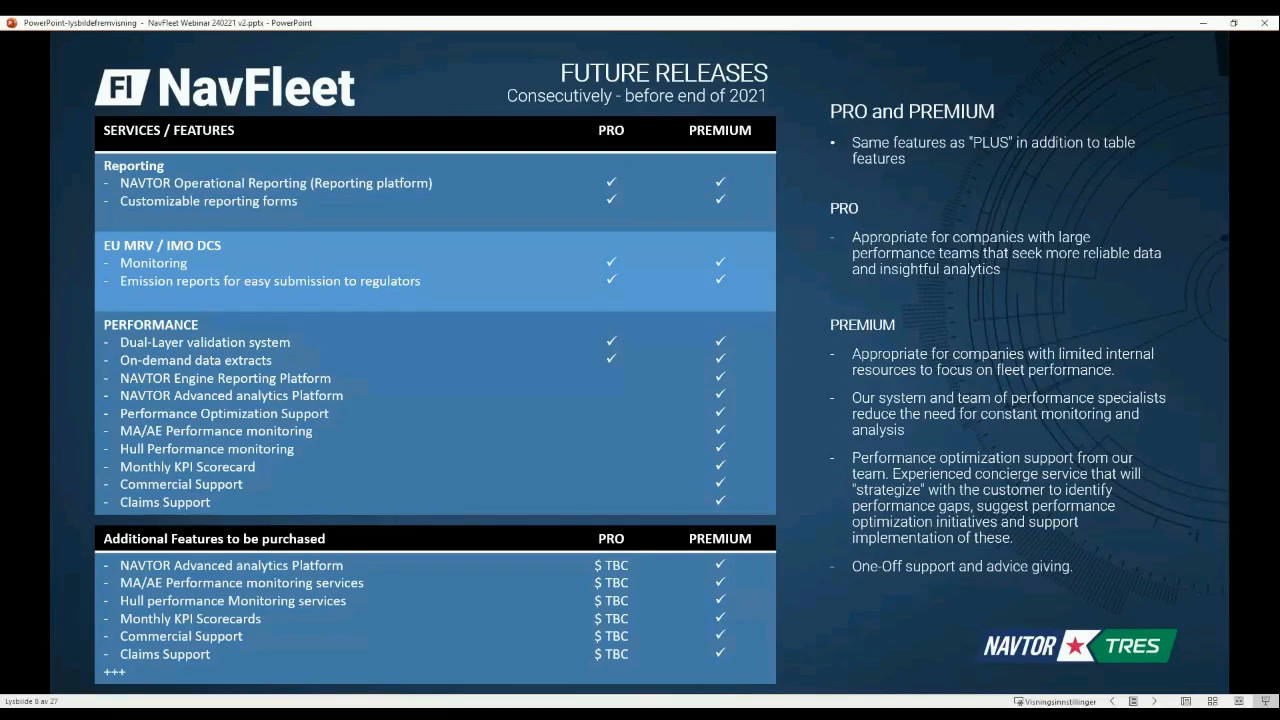 PowerPoint-lysbildefremvisning - NavFleet Webinar 240221 v2.pptx - PowerPoint
FI NavFleet
FUTURE RELEASES
Consecutively - before end of 2021
SERVICES / FEATURES PRO PREMIUM
Reporting
- NAVTOR Operational Reporting (Reporting platform) ✓ ✓
- Customizable reporting forms ✓ ✓
EU MRV / IMO DCS
- Monitoring ✓ ✓
- Emission reports for easy submission to regulators ✓ ✓
PERFORMANCE
- Dual-Layer validation system ✓ ✓
- On-demand data extracts ✓ ✓
- NAVTOR Engine Reporting Platform ✓
- NAVTOR Advanced analytics Platform ✓
- Performance Optimization Support ✓
- MA/AE Performance monitoring ✓
- Hull Performance monitoring ✓
- Monthly KPI Scorecard ✓
- Commercial Support ✓
- Claims Support ✓
Additional Features to be purchased PRO PREMIUM
- NAVTOR Advanced analytics Platform $ TBC ✓
- MA/AE Performance monitoring services $ TBC ✓
- Hull performance Monitoring services $ TBC ✓
- Monthly KPI Scorecards $ TBC ✓
- Commercial Support $ TBC ✓
- Claims Support $ TBC ✓
+++
PRO and PREMIUM
• Same features as "PLUS" in addition to table
features
PRO
- Appropriate for companies with large
performance teams that seek more reliable data
and insightful analytics
PREMIUM
- Appropriate for companies with limited internal
resources to focus on fleet performance.
- Our system and team of performance specialists
reduce the need for constant monitoring and
analysis
- Performance optimization support from our
team. Experienced concierge service that will
"strategize" with the customer to identify
performance gaps, suggest performance
optimization initiatives and support
implementation of these.
- One-Off support and advice giving.
NAVTOR TRES
Lysbilde 8 av 27
Visningsinnstillinger